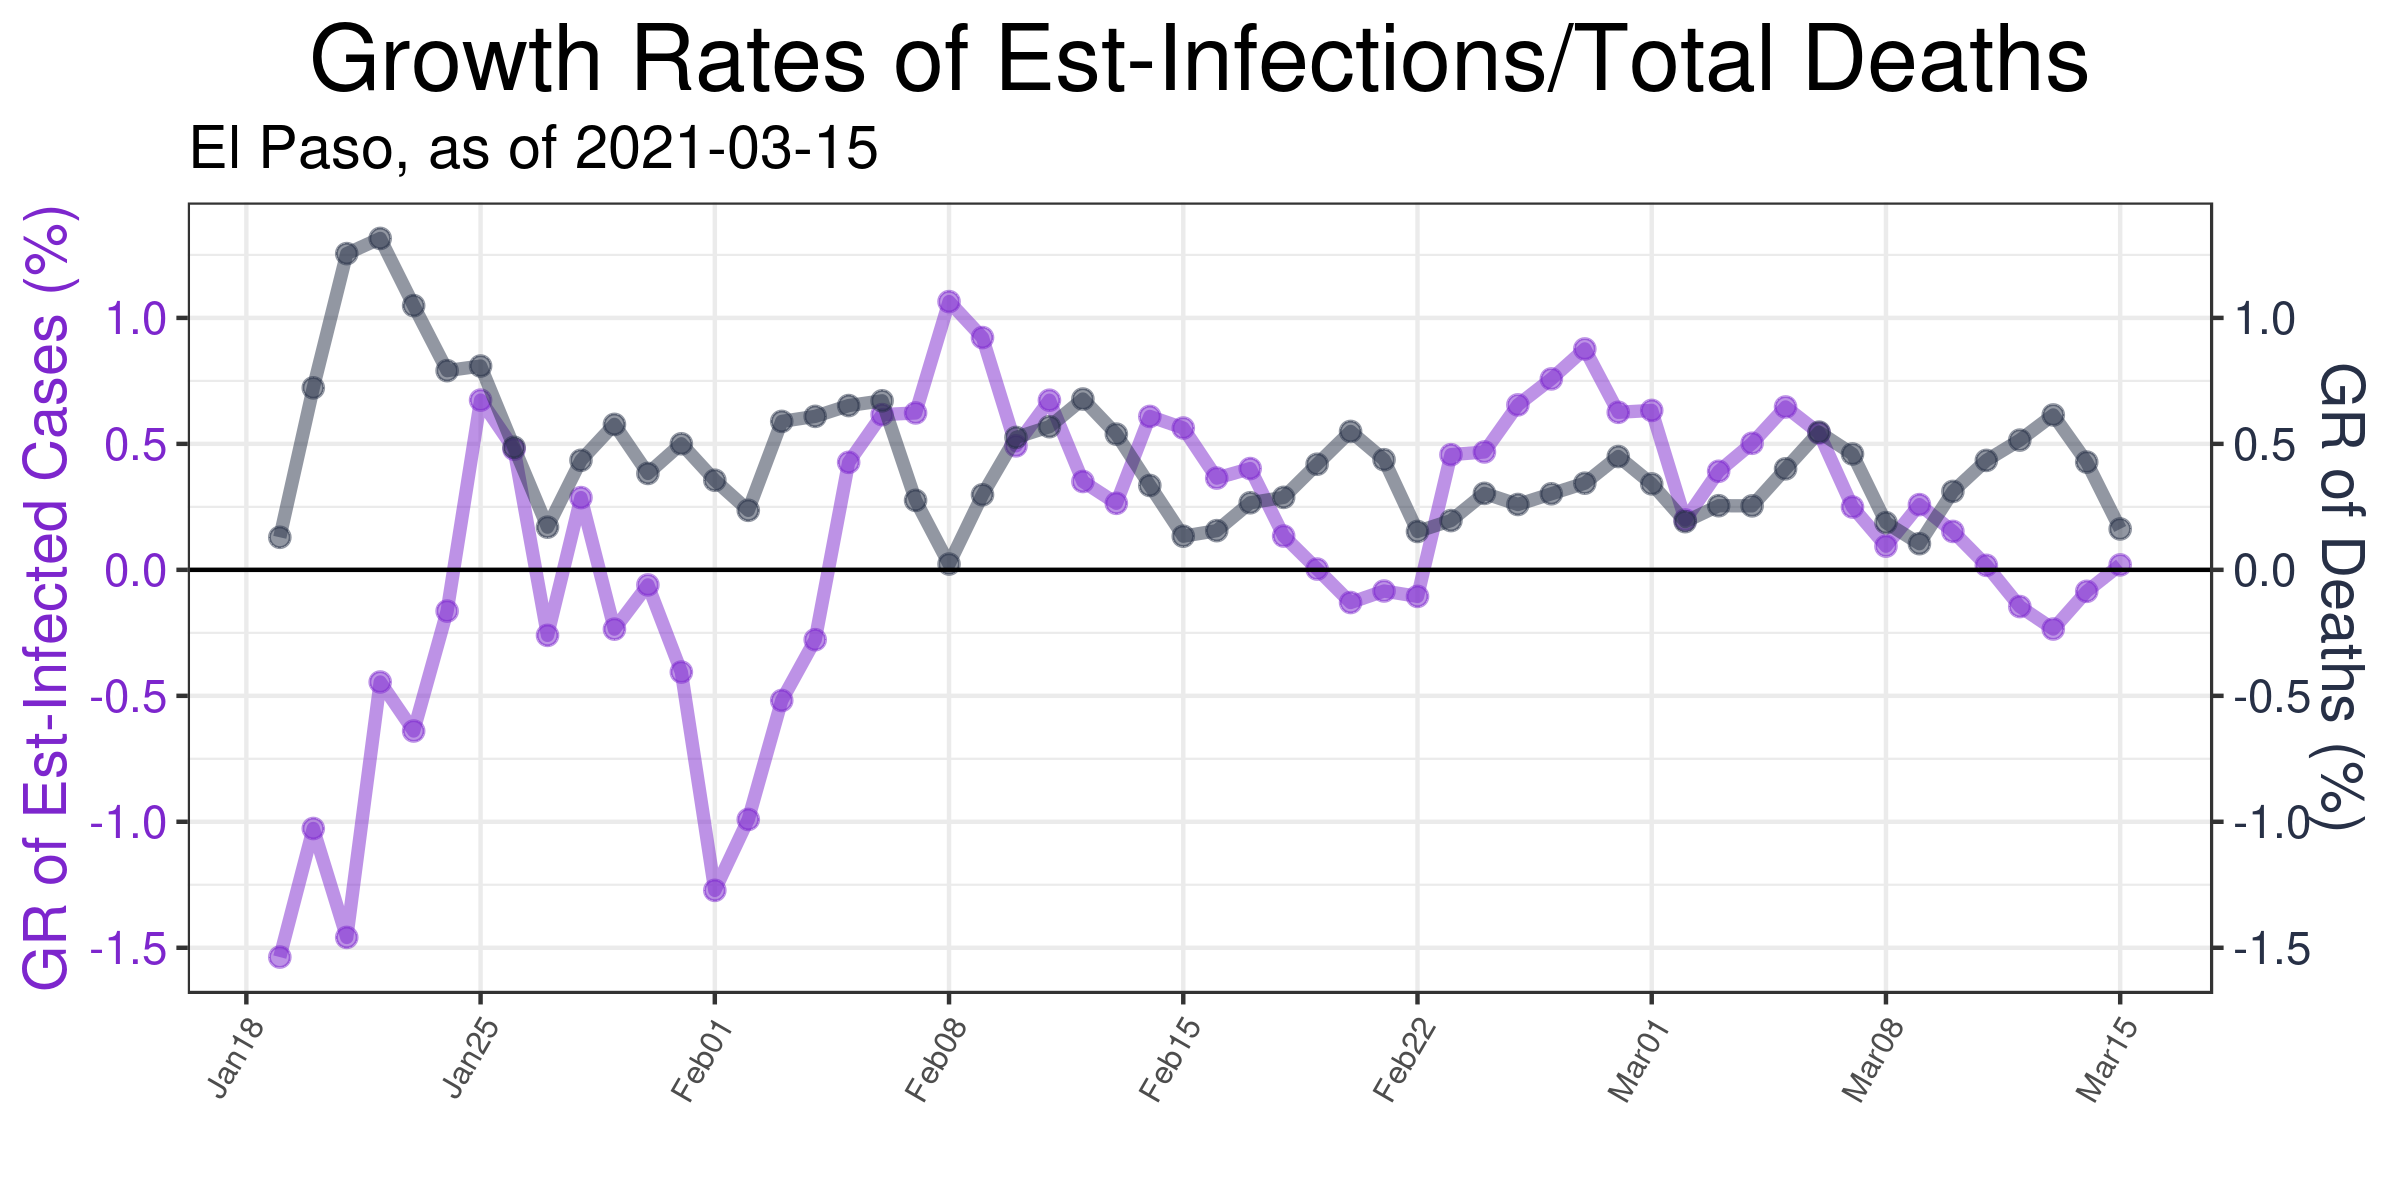 Growth Rates of Est-Infections/Total Deaths
El Paso, as of 2021-03-15
GR of Est-Infected Cases (%)
1.0
0.5
0.0
-0.5
-1.0
-1.5
1.0
0.5
0.0
-0.5
-1.0
-1.5
GR of Deaths (%)
Jan18
Jan25
Feb01
Feb08
Feb15
Feb22
Mar01
Mar08
Mar15